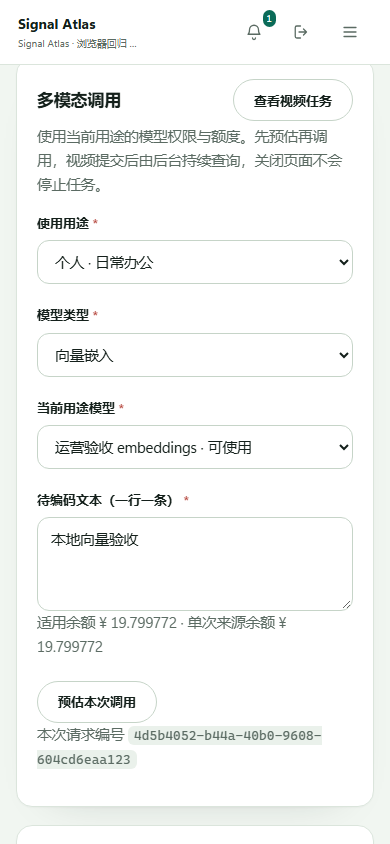 Signal Atlas
Signal Atlas · 浏览器回归 ...
1
多模态调用
查看视频任务
使用当前用途的模型权限与额度。先预估再调
用，视频提交后由后台持续查询，关闭页面不会
停止任务。
使用用途 *
个人 · 日常办公
模型类型 *
向量嵌入
当前用途模型 *
运营验收 embeddings · 可使用
待编码文本（一行一条） *
本地向量验收
适用余额 ¥ 19.799772 · 单次来源余额 ¥
19.799772
预估本次调用
本次请求编号 4d5b4052-b44a-40b0-9608-
604cd6eaa123